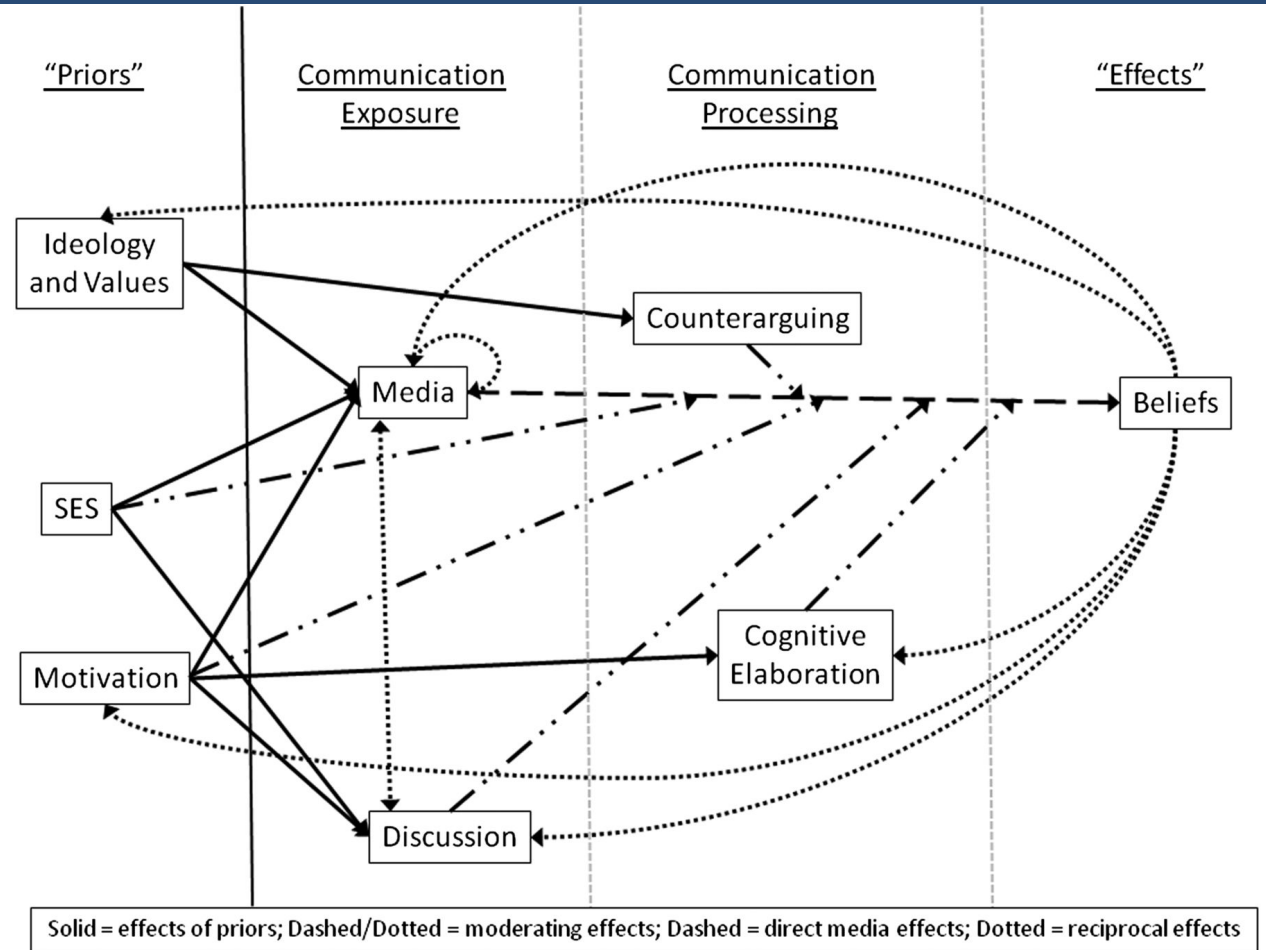 “Priors”
Communication
Exposure
Communication
Processing
“Effects”
Ideology
and Values
Counterarguing
Media
Beliefs
SES
Cognitive
Elaboration
Motivation
Discussion
Solid = effects of priors; Dashed/Dotted = moderating effects; Dashed = direct media effects; Dotted = reciprocal effects